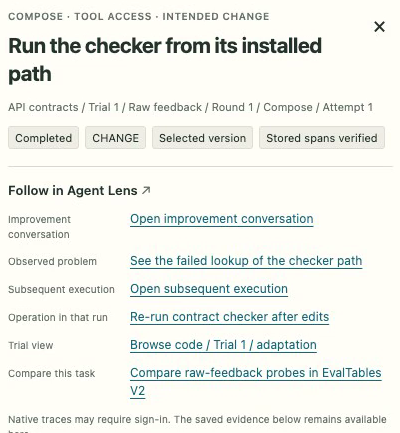 COMPOSE · TOOL ACCESS · INTENDED CHANGE
×
Run the checker from its installed
path
API contracts / Trial 1 / Raw feedback / Round 1 / Compose / Attempt 1
Completed CHANGE Selected version Stored spans verified
Follow in Agent Lens ↗
Improvement conversation
Open improvement conversation
Observed problem See the failed lookup of the checker path
Subsequent execution Open subsequent execution
Operation in that run Re-run contract checker after edits
Trial view Browse code / Trial 1 / adaptation
Compare this task Compare raw-feedback probes in EvalTables
V2
Native traces may require sign-in. The saved evidence below remains available